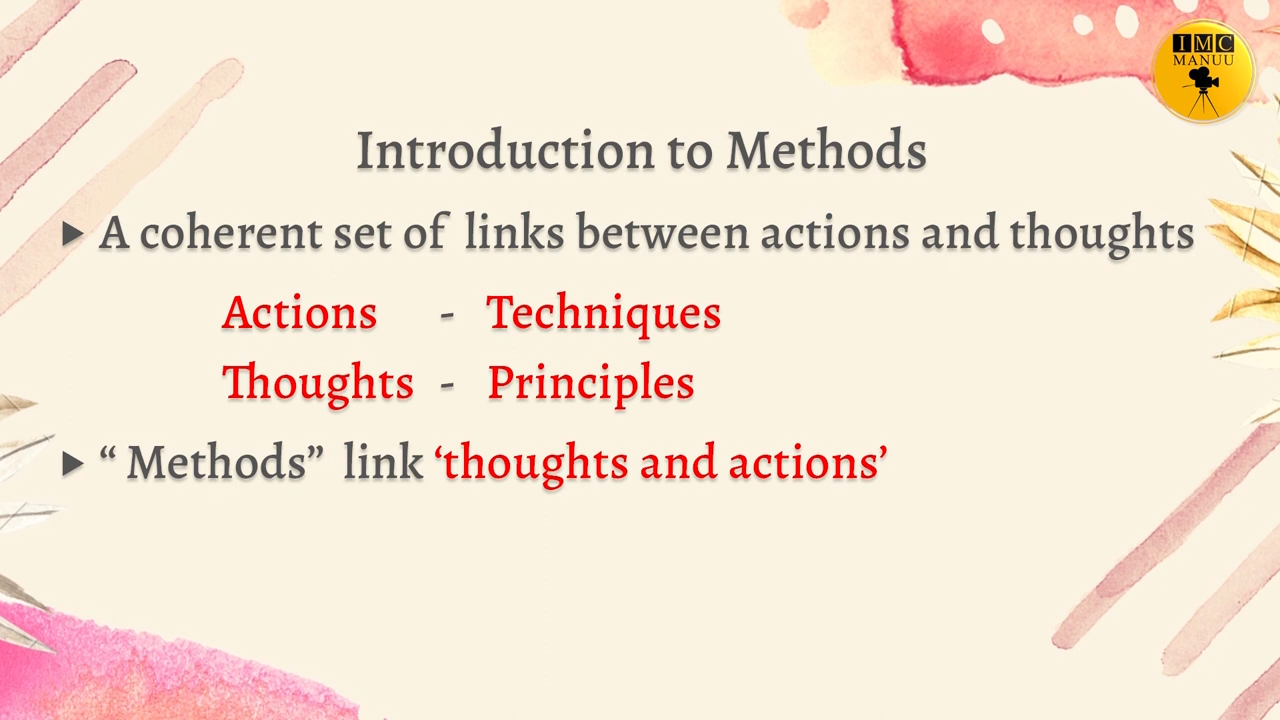 IMC
MANUU
Introduction to Methods
A coherent set of links between actions and thoughts
Actions - Techniques
Thoughts - Principles
“ Methods” link ‘thoughts and actions’